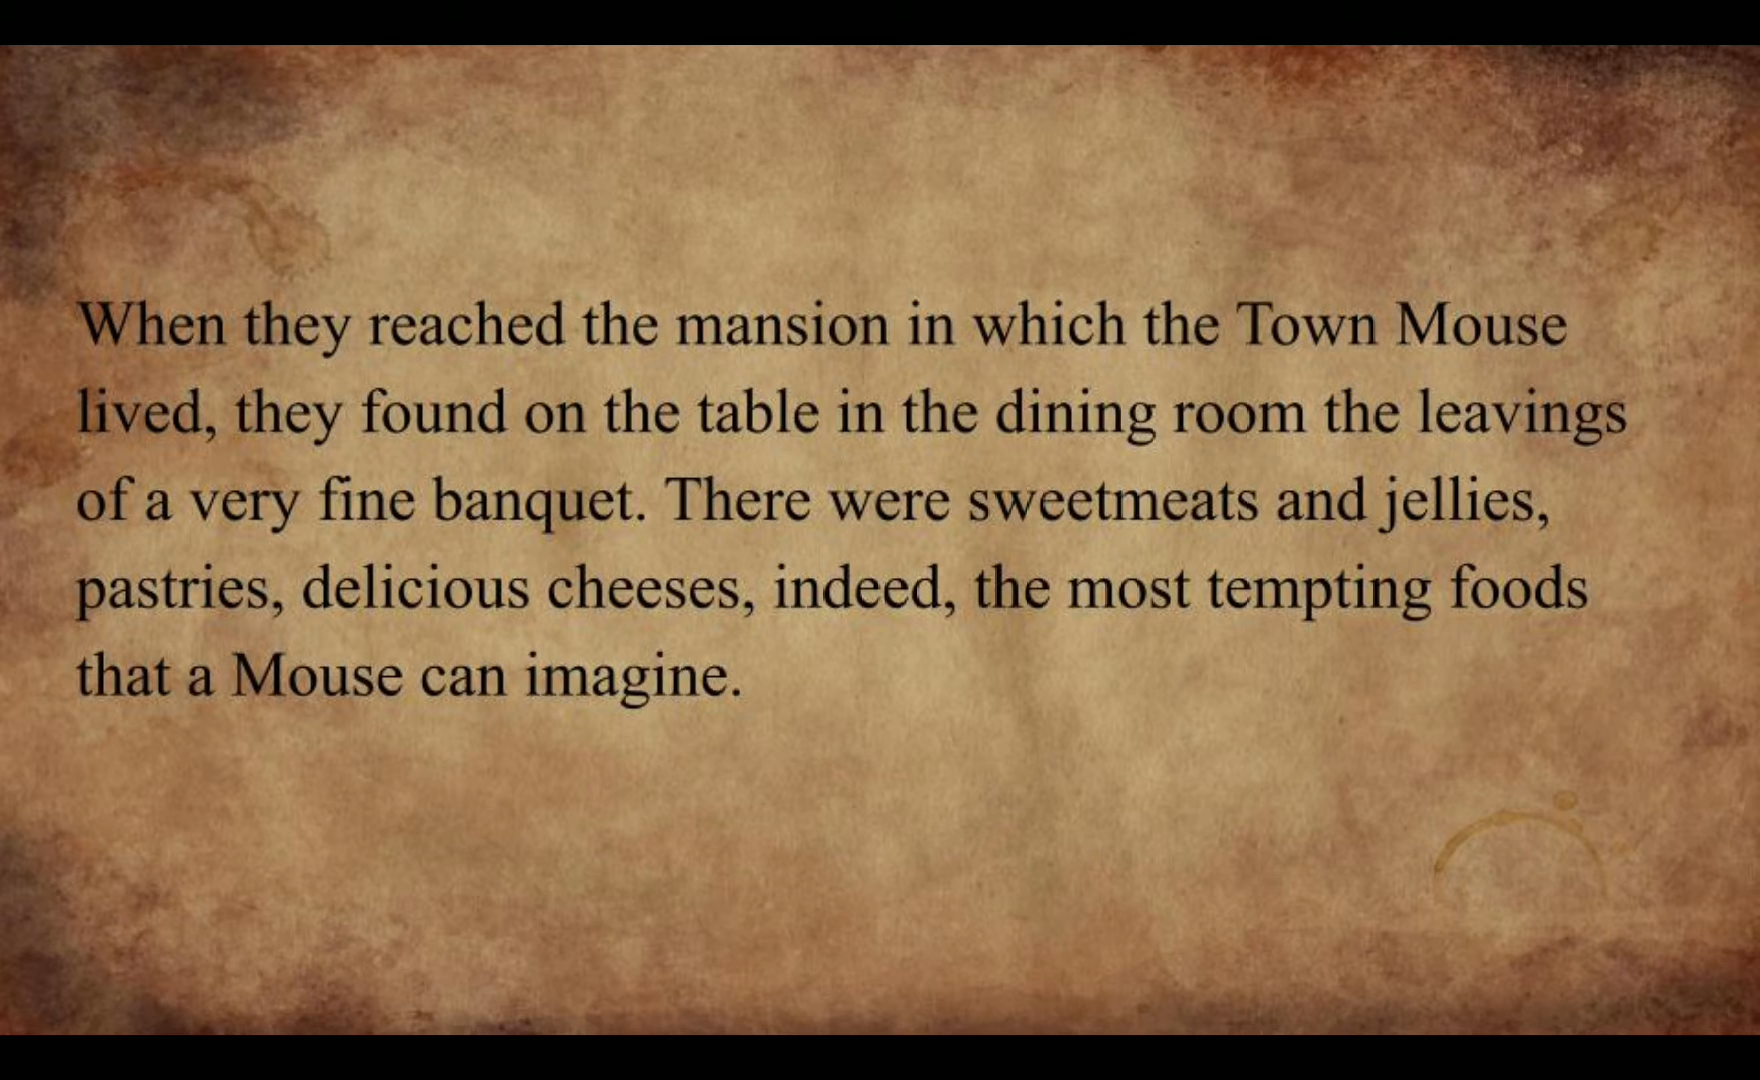 When they reached the mansion in which the Town Mouse
lived, they found on the table in the dining room the leavings
of a very fine banquet. There were sweetmeats and jellies,
pastries, delicious cheeses, indeed, the most tempting foods
that a Mouse can imagine.